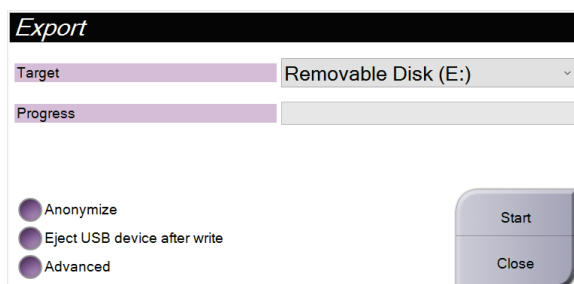 Export
Target Removable Disk (E:)
Progress
Anonymize
Start
Eject USB device after write
Advanced
Close